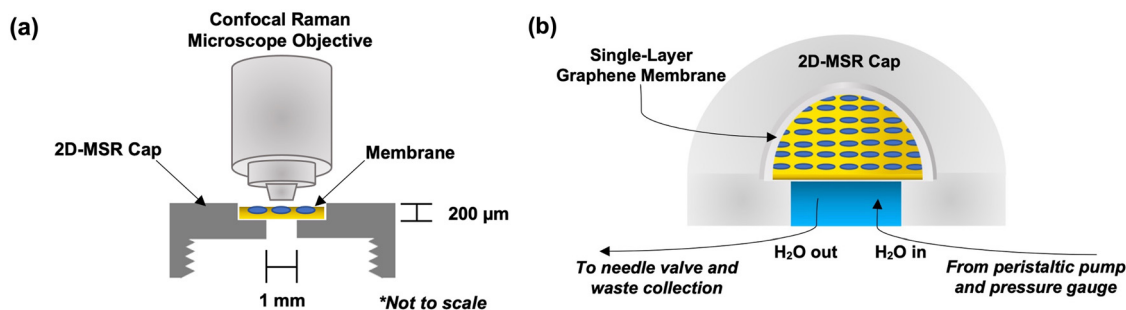 (a)
Confocal Raman
Microscope Objective
2D-MSR Cap
Membrane
200 µm
1 mm
*Not to scale
(b)
Single-Layer
Graphene Membrane
2D-MSR Cap
H₂O out
H₂O in
To needle valve and
waste collection
From peristaltic pump
and pressure gauge